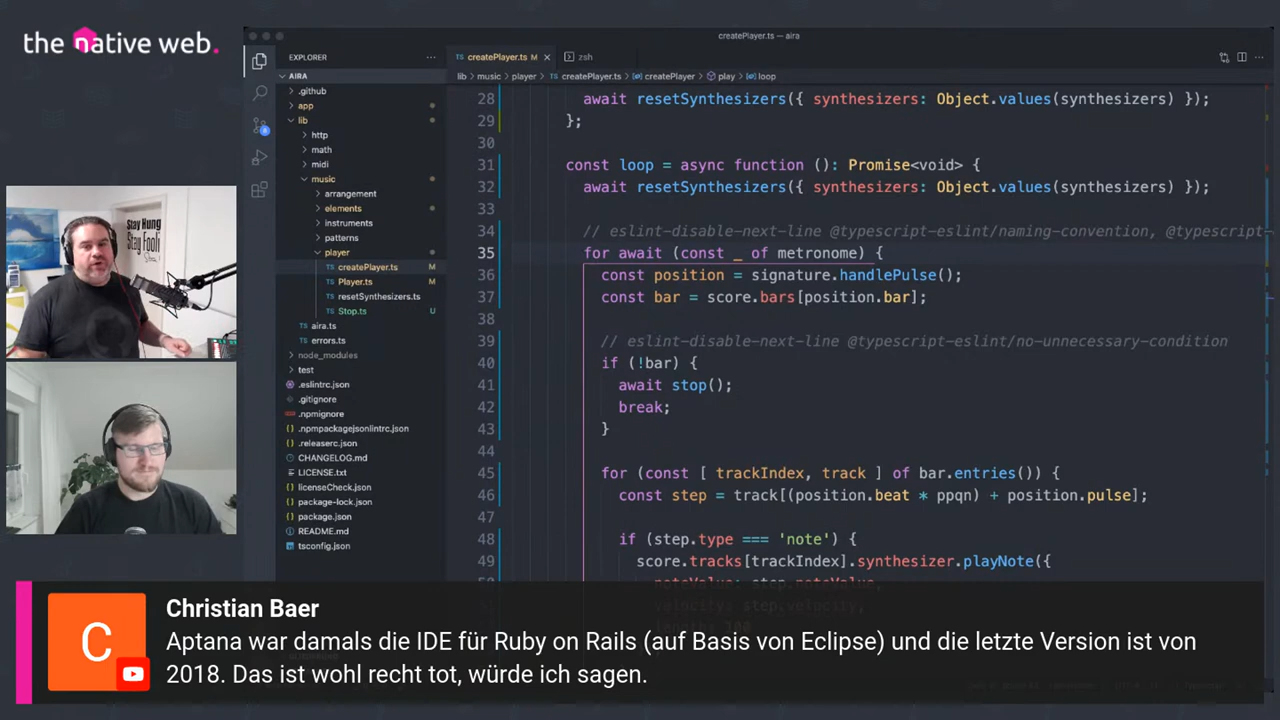 the native web.
createPlayer.ts — aira
EXPLORER
createPlayer.ts M
zsh
AIRA
lib > music > player > createPlayer.ts > createPlayer > play > loop
.github
app
lib
http
math
midi
music
arrangement
elements
instruments
patterns
player
createPlayer.ts M
Player.ts M
resetSynthesizers.ts
Stop.ts U
aira.ts
errors.ts
node_modules
test
.eslintrc.json
.gitignore
.npmignore
.npmpackagejsonlintrc.json
.releaserc.json
CHANGELOG.md
LICENSE.txt
licenseCheck.json
package-lock.json
package.json
README.md
tsconfig.json
28 await resetSynthesizers({ synthesizers: Object.values(synthesizers) });
29 };
30
31 const loop = async function (): Promise<void> {
32 await resetSynthesizers({ synthesizers: Object.values(synthesizers) });
33
34 // eslint-disable-next-line @typescript-eslint/naming-convention, @typescript-
35 for await (const _ of metronome) {
36 const position = signature.handlePulse();
37 const bar = score.bars[position.bar];
38
39 // eslint-disable-next-line @typescript-eslint/no-unnecessary-condition
40 if (!bar) {
41 await stop();
42 break;
43 }
44
45 for (const [ trackIndex, track ] of bar.entries()) {
46 const step = track[(position.beat * ppqn) + position.pulse];
47
48 if (step.type === 'note') {
49 score.tracks[trackIndex].synthesizer.playNote({
noteValue: step.noteValue,
velocity: step.velocity,
Stay Hung
Stay Fooli
C
Christian Baer
Aptana war damals die IDE für Ruby on Rails (auf Basis von Eclipse) und die letzte Version ist von
2018. Das ist wohl recht tot, würde ich sagen.